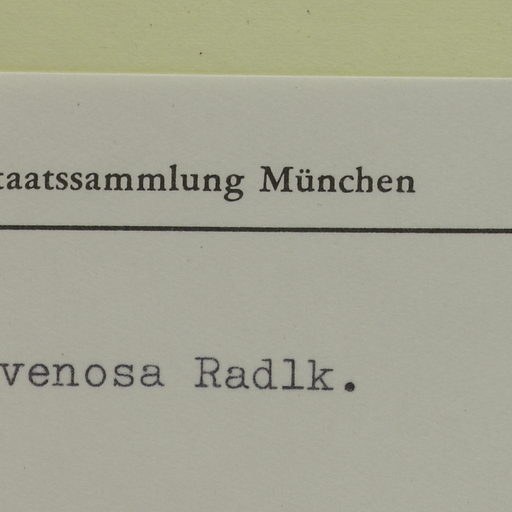 taatssammlung München
venosa Radlk.